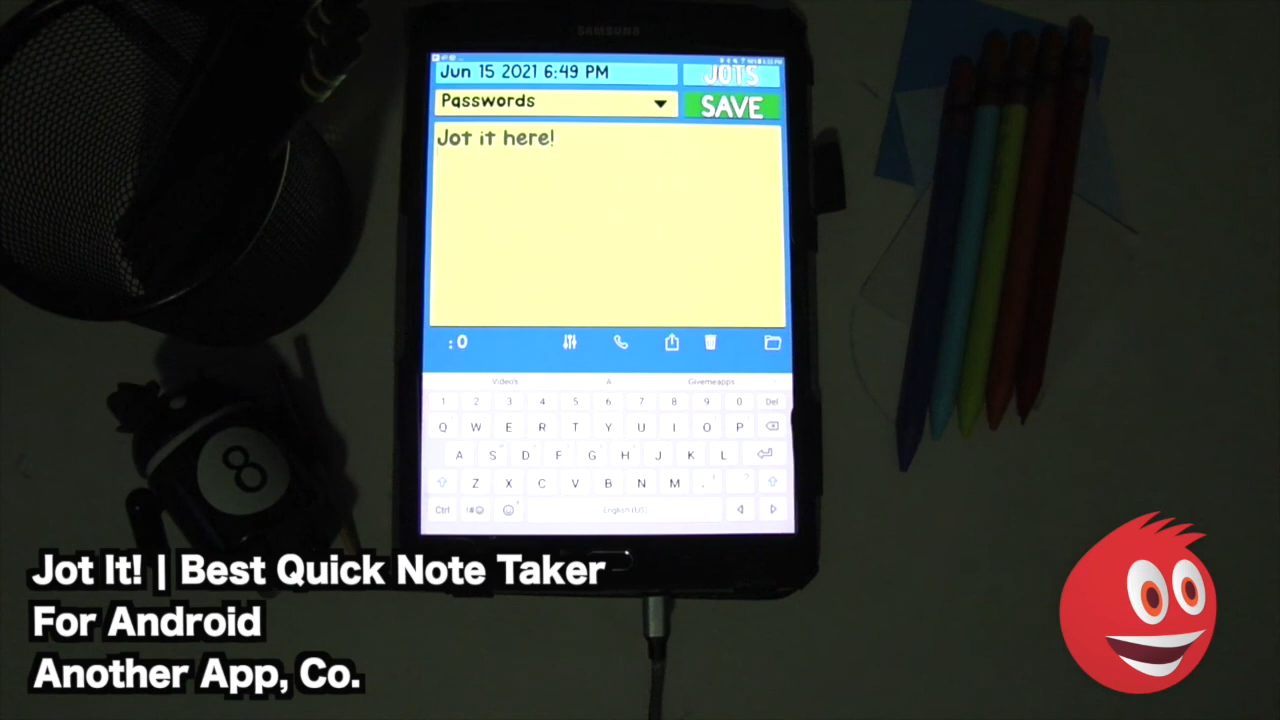 SAMSUNG
Jun 15 2021 6:49 PM
JOTS
Passwords
SAVE
Jot it here!
:0
Video's A Givemeapps
1 2 3 4 5 6 7 8 9 0 Del
Q W E R T Y U I O P
A S D F G H J K L
Z X C V B N M , ! . ?
Ctrl !#☺ English (US)
8
Jot It! | Best Quick Note Taker
For Android
Another App, Co.